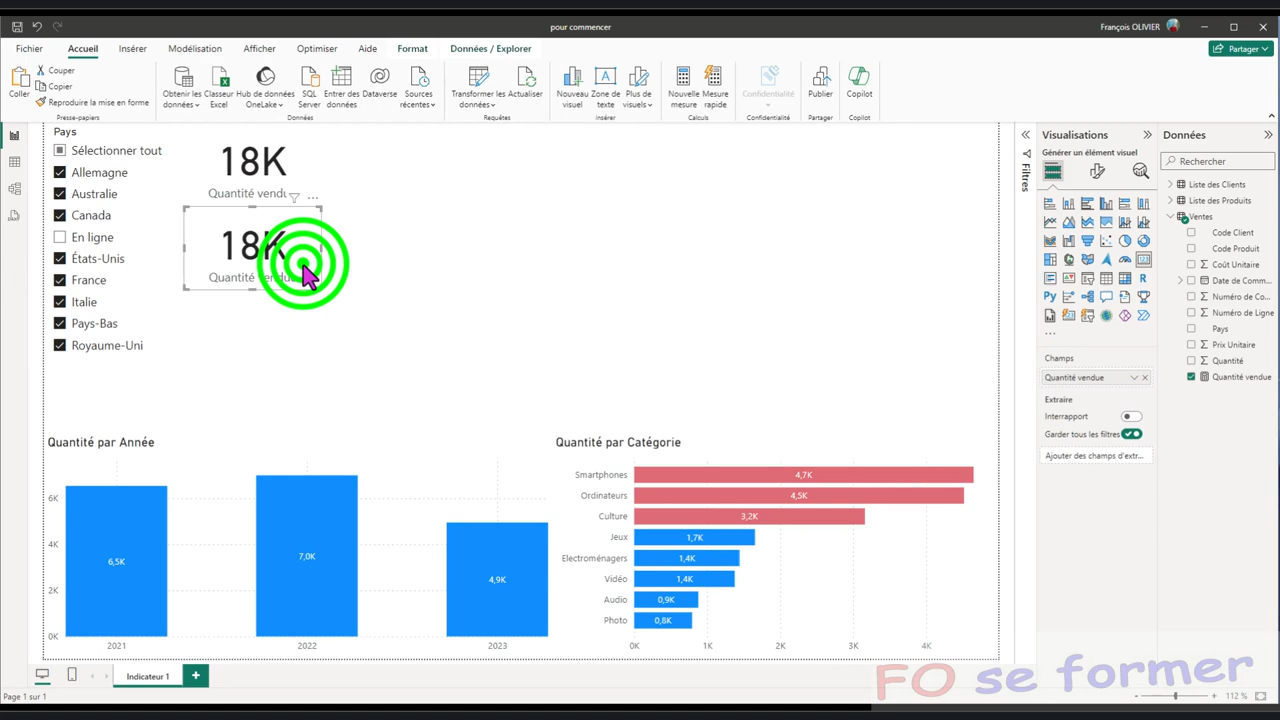 pour commencer
François OLIVIER
Fichier
Accueil
Insérer
Modélisation
Afficher
Optimiser
Aide
Format
Données / Explorer
Partager
Coller
Couper
Copier
Reproduire la mise en forme
Presse-papiers
Obtenir les données
Classeur Excel
Hub de données OneLake
SQL Server
Entrer des données
Dataverse
Sources récentes
Données
Transformer les données
Actualiser
Requêtes
Nouveau visuel
Zone de texte
Plus de visuels
Insérer
Nouvelle mesure
Mesure rapide
Calculs
Confidentialité
Confidentialité
Publier
Partager
Copilot
Copilot
Pays
Sélectionner tout
Allemagne
Australie
Canada
En ligne
États-Unis
France
Italie
Pays-Bas
Royaume-Uni
18K
Quantité vendu
18K
Quantité vendue
Quantité par Année
6K
4K
2K
0K
6,5K
7,0K
4,9K
2021
2022
2023
Quantité par Catégorie
Smartphones 4,7K
Ordinateurs 4,5K
Culture 3,2K
Jeux 1,7K
Electroménagers 1,4K
Vidéo 1,4K
Audio 0,9K
Photo 0,8K
0K 1K 2K 3K 4K
Filtres
Visualisations
Générer un élément visuel
Champs
Quantité vendue
Extraire
Interrapport
Garder tous les filtres
Ajouter des champs d'extr...
Données
Rechercher
Liste des Clients
Liste des Produits
Ventes
Code Client
Code Produit
Coût Unitaire
Date de Comm...
Numéro de Co...
Numéro de Ligne
Pays
Prix Unitaire
Quantité
Quantité vendue
Indicateur 1
Page 1 sur 1
112 %
FO se former